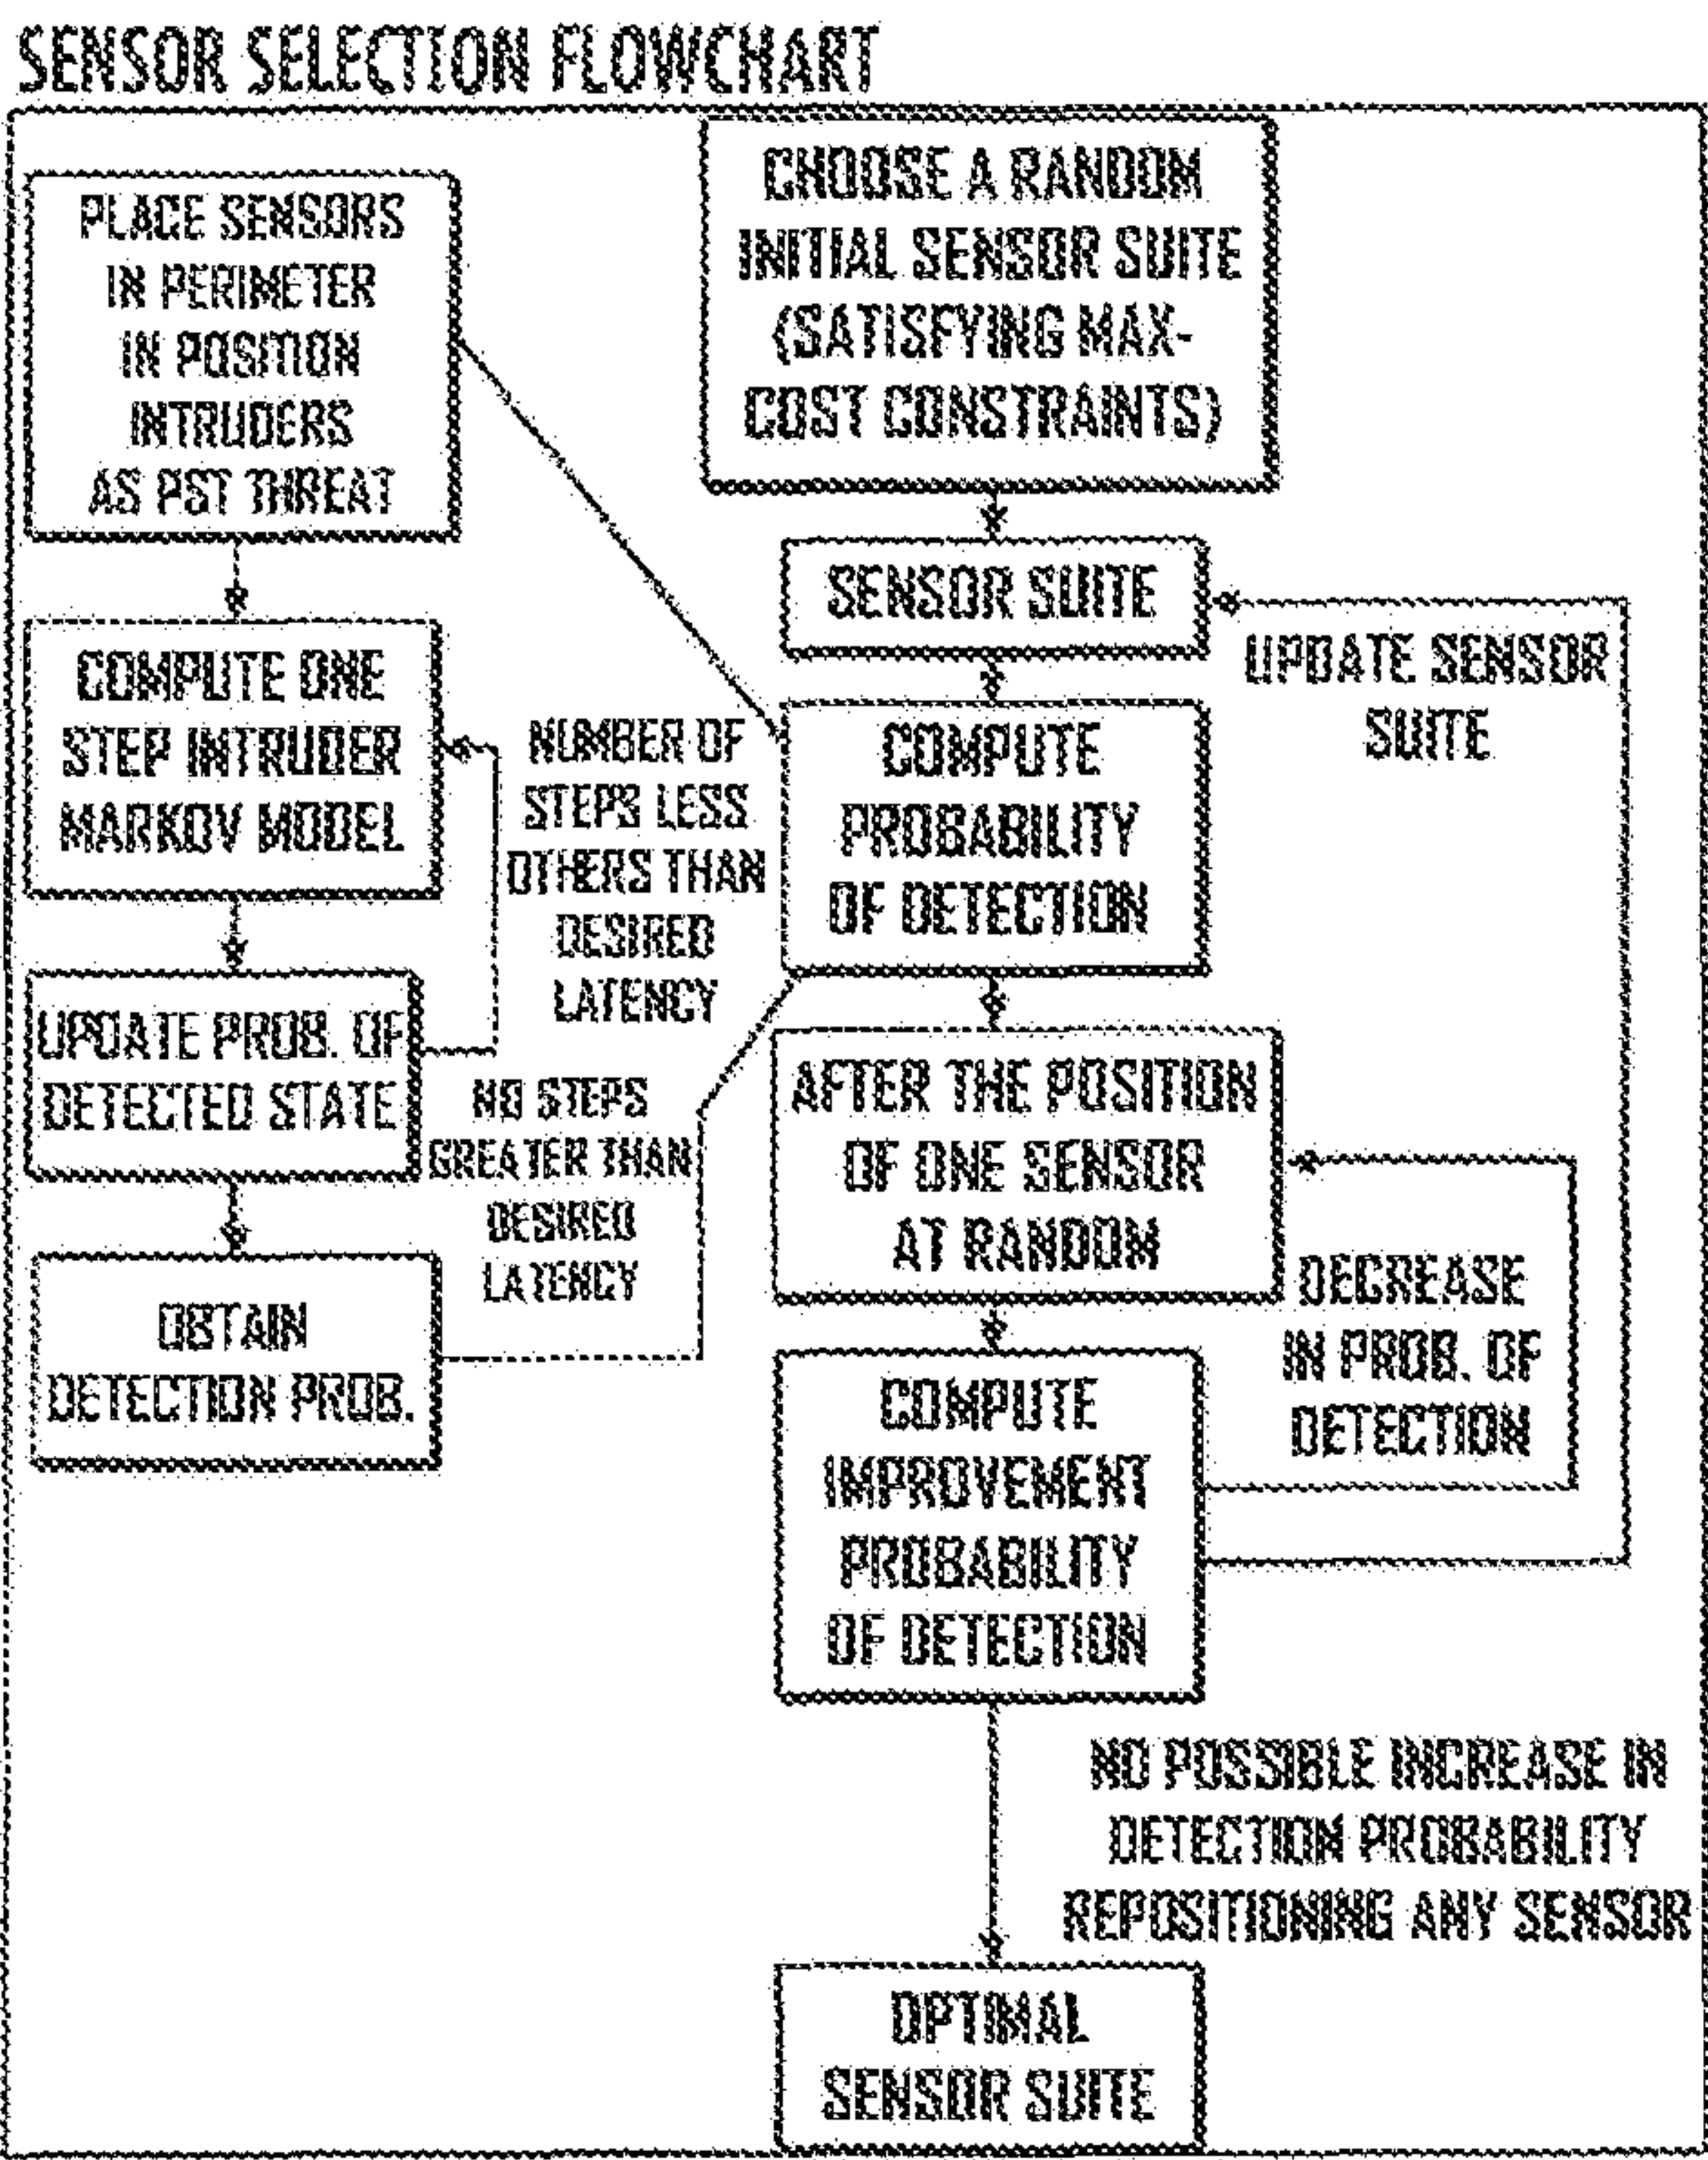 SENSOR SELECTION FLOWCHART
PLACE SENSORS
IN PERIMETER
IN POSITION
INTRUDERS
AS PST THREAT
COMPUTE ONE
STEP INTRUDER
MARKOV MODEL
UPDATE PROB. OF
DETECTED STATE
OBTAIN
DETECTION PROB.
NUMBER OF
STEPS LESS
OTHERS THAN
DESIRED
LATENCY
NO STEPS
GREATER THAN
DESIRED
LATENCY
CHOOSE A RANDOM
INITIAL SENSOR SUITE
(SATISFYING MAX-
COST CONSTRAINTS)
SENSOR SUITE
UPDATE SENSOR
SUITE
COMPUTE
PROBABILITY
OF DETECTION
AFTER THE POSITION
OF ONE SENSOR
AT RANDOM
DECREASE
IN PROB. OF
DETECTION
COMPUTE
IMPROVEMENT
PROBABILITY
OF DETECTION
NO POSSIBLE INCREASE IN
DETECTION PROBABILITY
REPOSITIONING ANY SENSOR
OPTIMAL
SENSOR SUITE